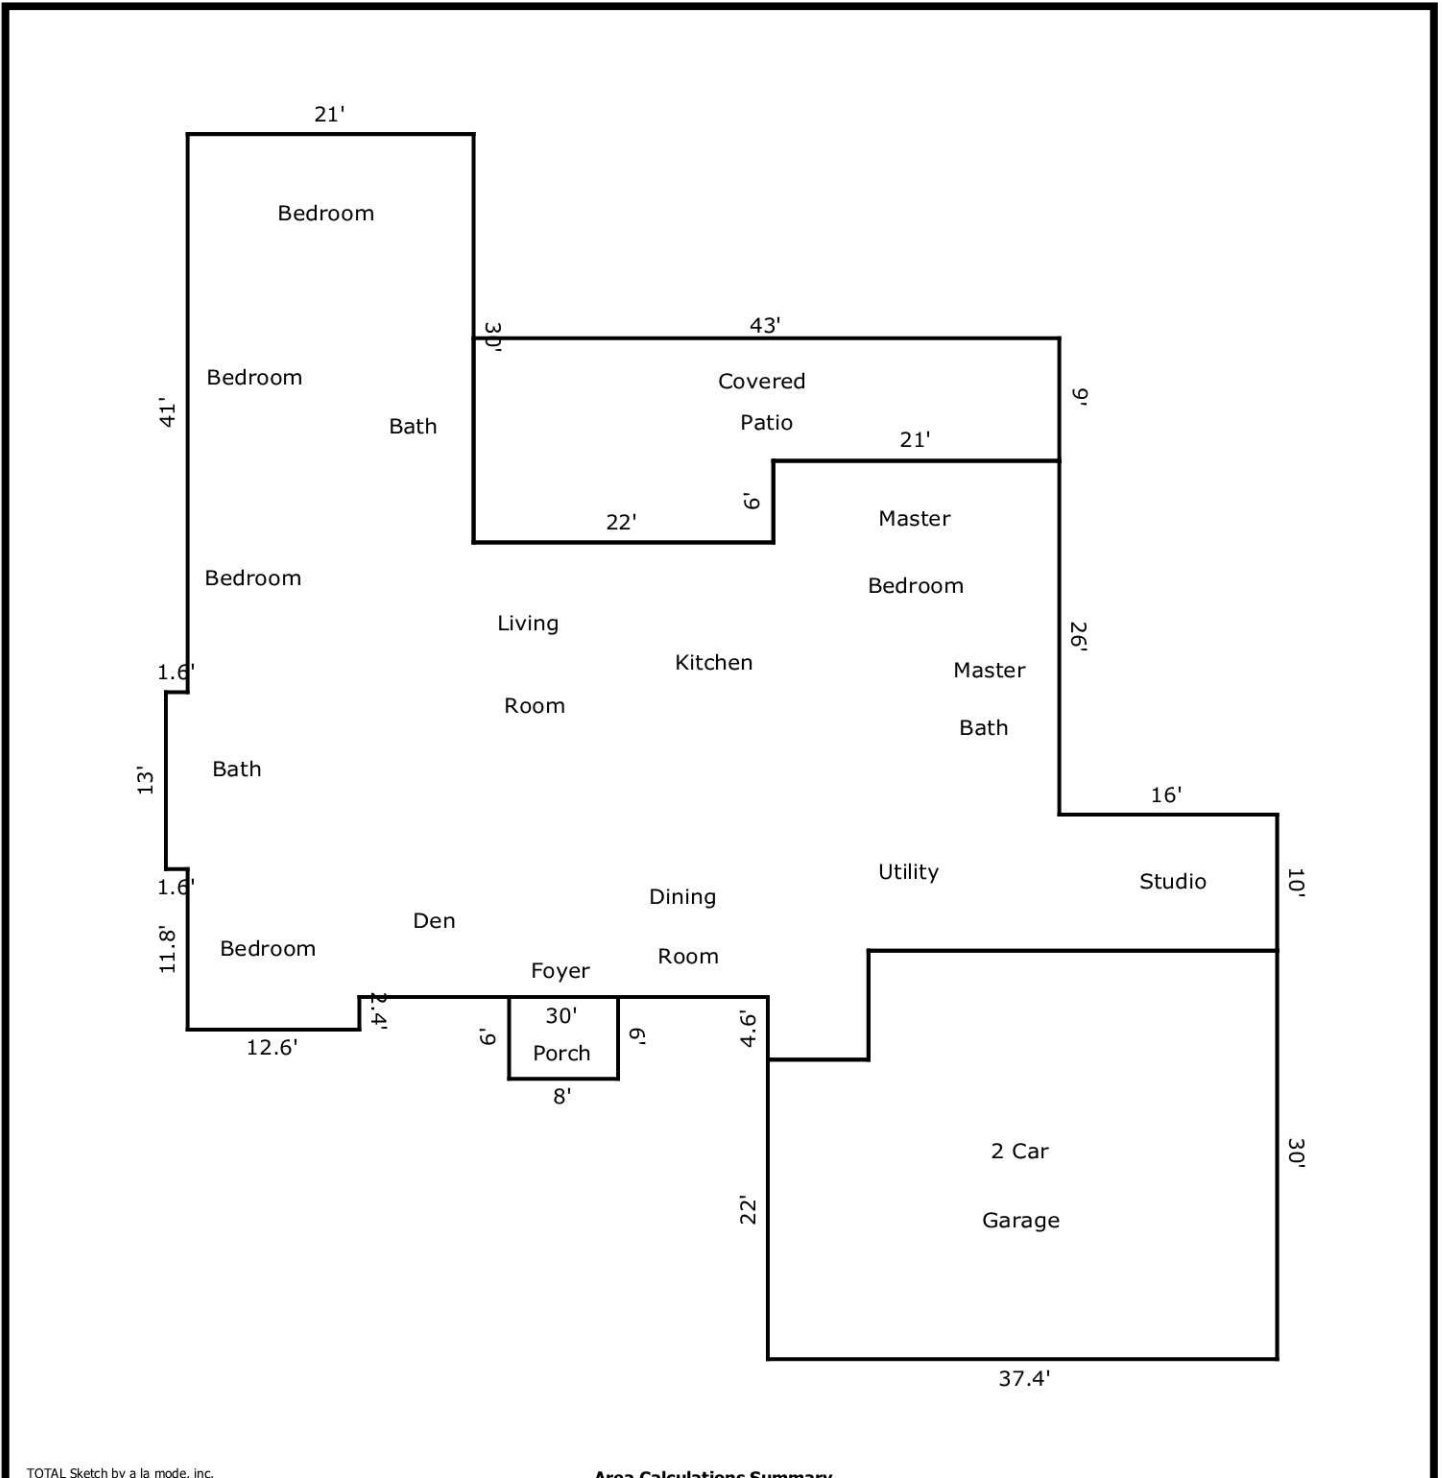 21'
Bedroom
30'
43'
Covered
Patio
9'
Bedroom
41'
Bath
21'
6'
22'
Master
Bedroom
Bedroom
Living
Room
Kitchen
26'
Master
Bath
1.6'
13'
Bath
16'
1.6'
Utility
Studio
10'
Dining
Room
Den
11.8'
Bedroom
Foyer
2.4'
30'
6'
Porch
6'
4.6'
12.6'
8'
2 Car
Garage
30'
22'
37.4'
TOTAL Sketch by a la mode, inc.
Area Calculations Summary